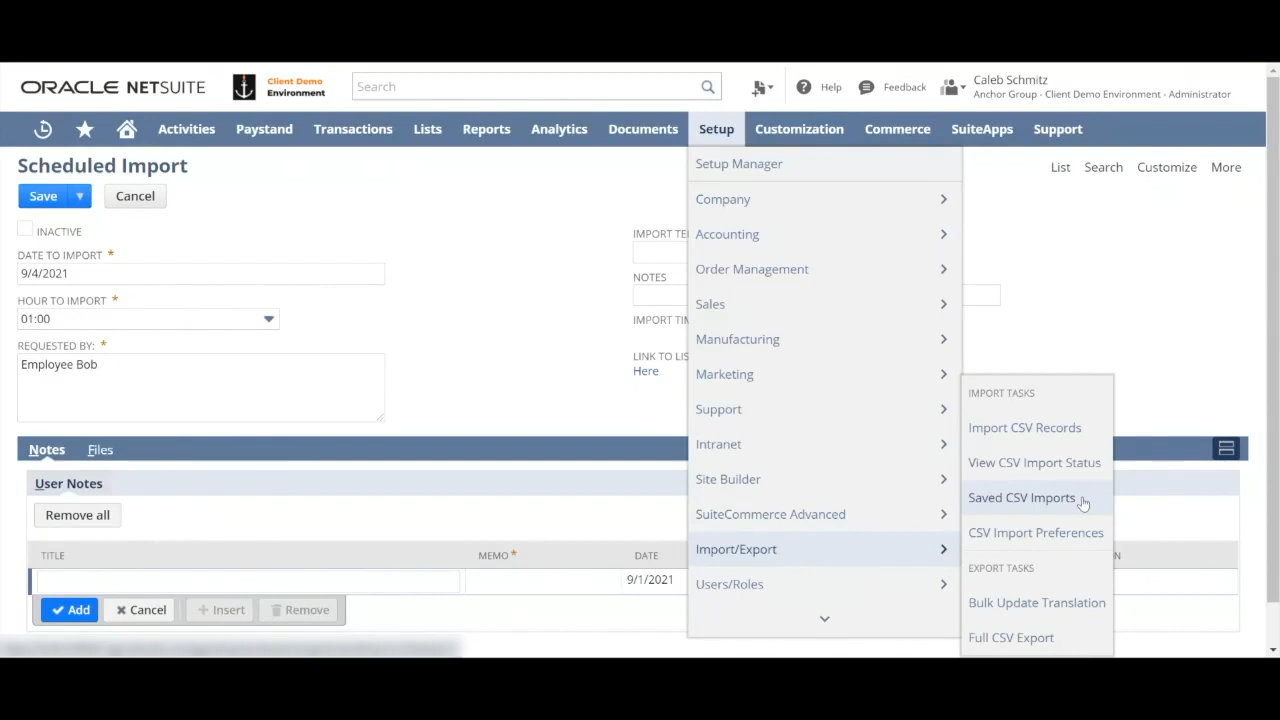 ORACLE NETSUITE
Client Demo
Environment
Search
Help
Feedback
Caleb Schmitz
Anchor Group - Client Demo Environment - Administrator
Activities
Paystand
Transactions
Lists
Reports
Analytics
Documents
Setup
Customization
Commerce
SuiteApps
Support
Scheduled Import
List
Search
Customize
More
Save
Cancel
INACTIVE
DATE TO IMPORT *
9/4/2021
HOUR TO IMPORT *
01:00
REQUESTED BY: *
Employee Bob
IMPORT TE
NOTES
IMPORT TI
LINK TO LIS
Here
Setup Manager
Company
Accounting
Order Management
Sales
Manufacturing
Marketing
Support
Intranet
Site Builder
SuiteCommerce Advanced
Import/Export
Users/Roles
IMPORT TASKS
Import CSV Records
View CSV Import Status
Saved CSV Imports
CSV Import Preferences
EXPORT TASKS
Bulk Update Translation
Full CSV Export
Notes
Files
User Notes
Remove all
TITLE
MEMO *
DATE
N
9/1/2021
Add
Cancel
+ Insert
Remove